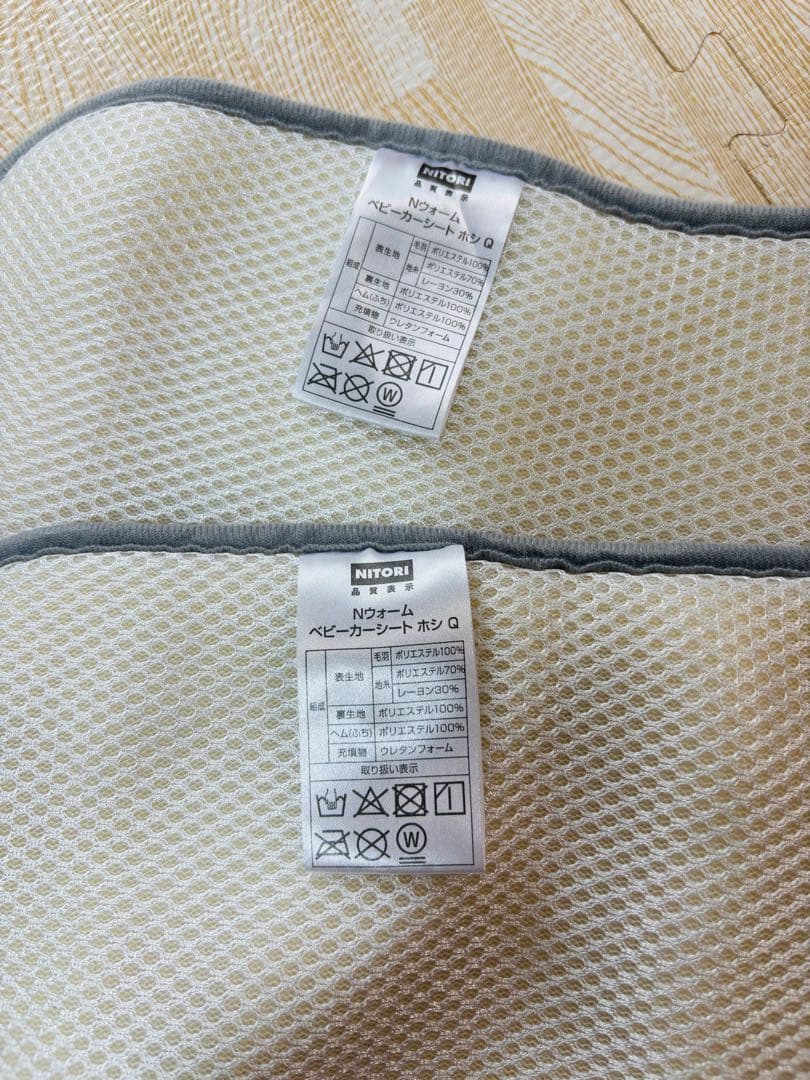 NITORI
品質表示
Nウォーム
ベビーカーシート ホシ Q
組成 表生地 毛羽 ポリエステル100%
地糸 ポリエステル70%
レーヨン30%
裏生地 ポリエステル100%
ヘム(ふち) ポリエステル100%
充填物 ウレタンフォーム
取り扱い表示
W
NITORI
品質表示
Nウォーム
ベビーカーシート ホシ Q
組成 表生地 毛羽 ポリエステル100%
地糸 ポリエステル70%
レーヨン30%
裏生地 ポリエステル100%
ヘム(ふち) ポリエステル100%
充填物 ウレタンフォーム
取り扱い表示
W